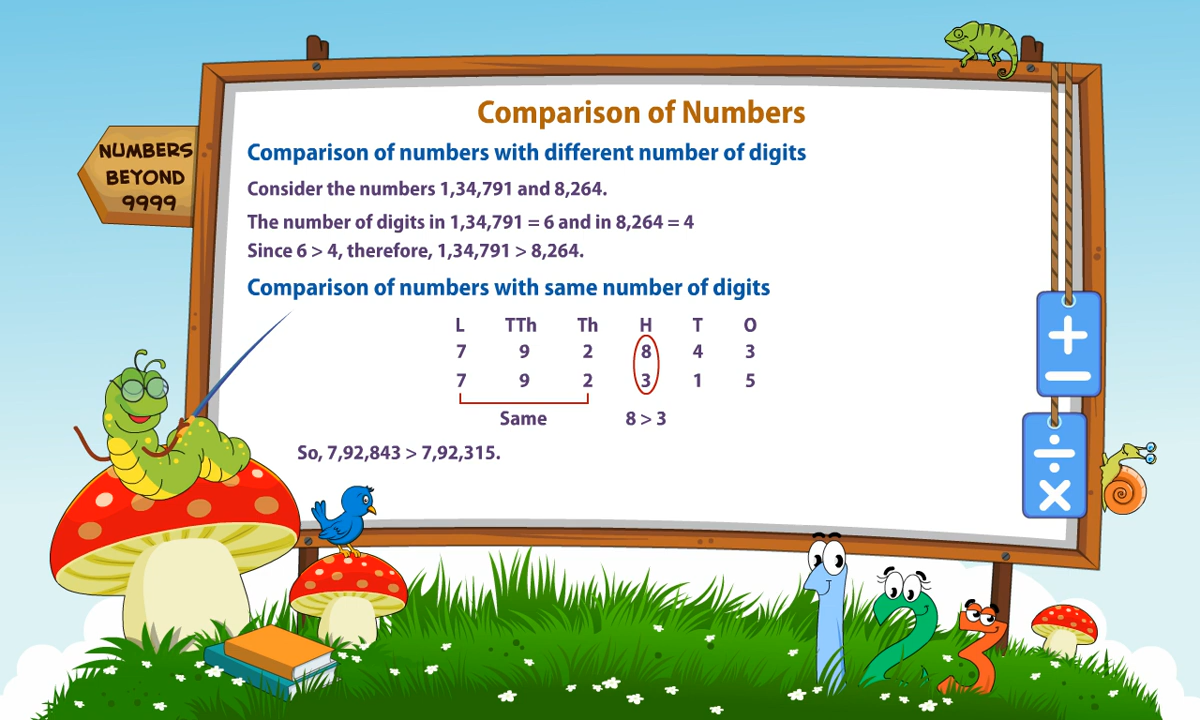 Comparison of Numbers
NUMBERS
BEYOND
9999
Comparison of numbers with different number of digits
Consider the numbers 1,34,791 and 8,264.
The number of digits in 1,34,791 = 6 and in 8,264 = 4
Since 6 > 4, therefore, 1,34,791 > 8,264.
Comparison of numbers with same number of digits
L TTh Th H T O
7 9 2 8 4 3
7 9 2 3 1 5
Same 8 > 3
So, 7,92,843 > 7,92,315.
+
−
÷
×
1 2 3